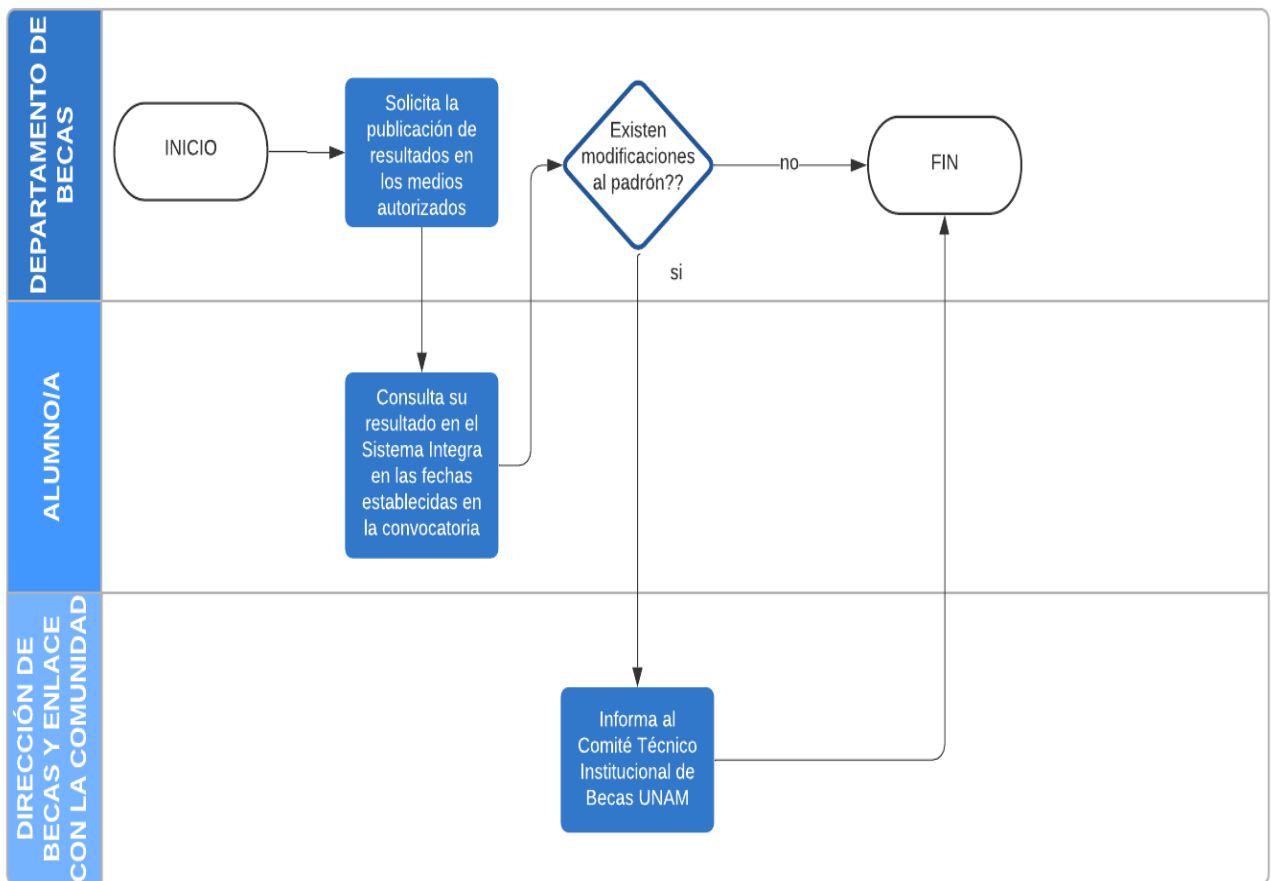 DEPARTAMENTO DE
BECAS
INICIO
Solicita la
publicación de
resultados en
los medios
autorizados
Existen
modificaciones
al padrón??
no
FIN
si
ALUMNO/A
Consulta su
resultado en el
Sistema Integra
en las fechas
establecidas en
la convocatoria
DIRECCIÓN DE
BECAS Y ENLACE
CON LA COMUNIDAD
Informa al
Comité Técnico
Institucional de
Becas UNAM